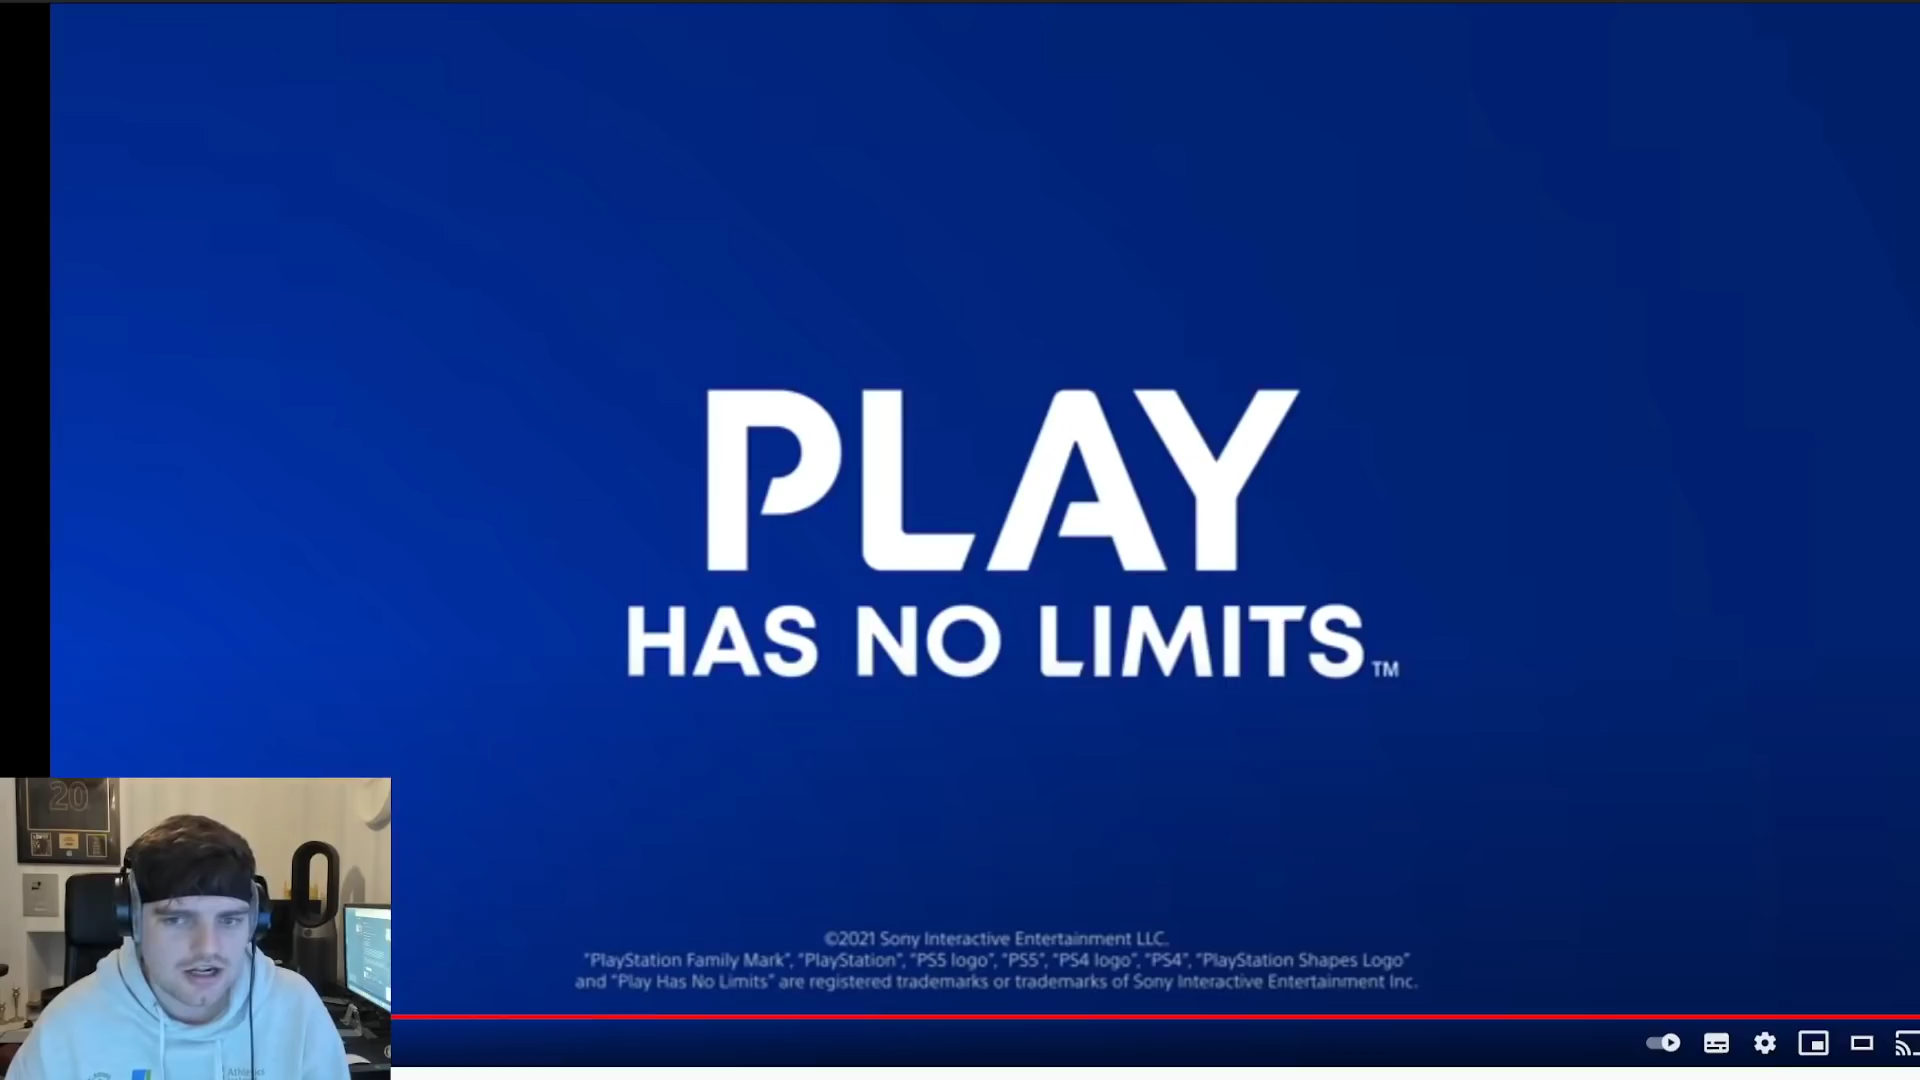 PLAY
HAS NO LIMITS™
©2021 Sony Interactive Entertainment LLC.
"PlayStation Family Mark", "PlayStation", "PS5 logo", "PS5", "PS4 logo", "PS4", "PlayStation Shapes Logo"
and "Play Has No Limits" are registered trademarks or trademarks of Sony Interactive Entertainment Inc.
20
Athletics